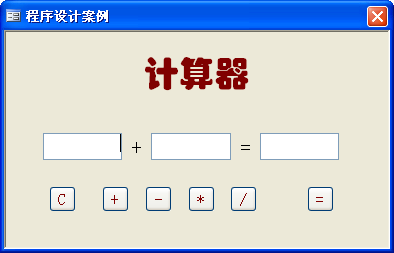 程序设计案例
计算器
+ =
C + - * / =